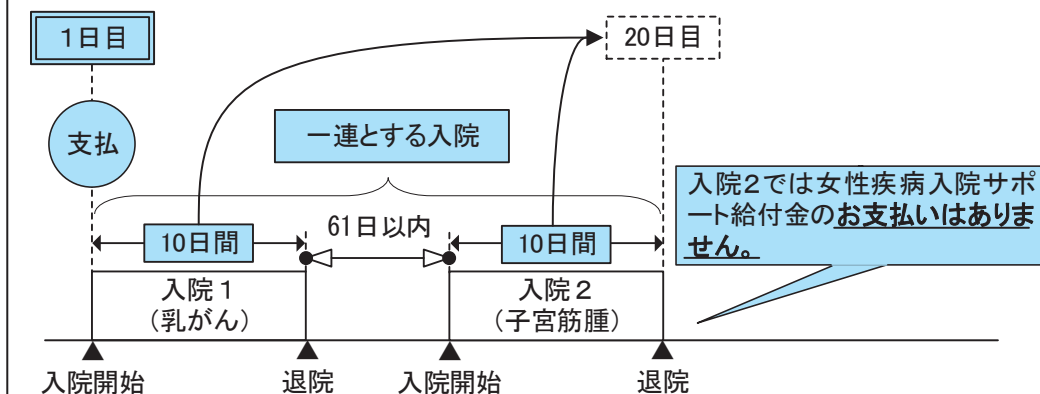 1日目
20日目
支払
一連とする入院
入院2では女性疾病入院サポ
ート給付金のお支払いはありま
せん。
10日間
61日以内
10日間
入院1
(乳がん)
入院2
(子宮筋腫)
入院開始
退院
入院開始
退院